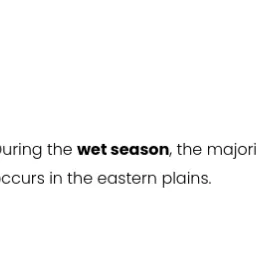 During the wet season, the majori
occurs in the eastern plains.